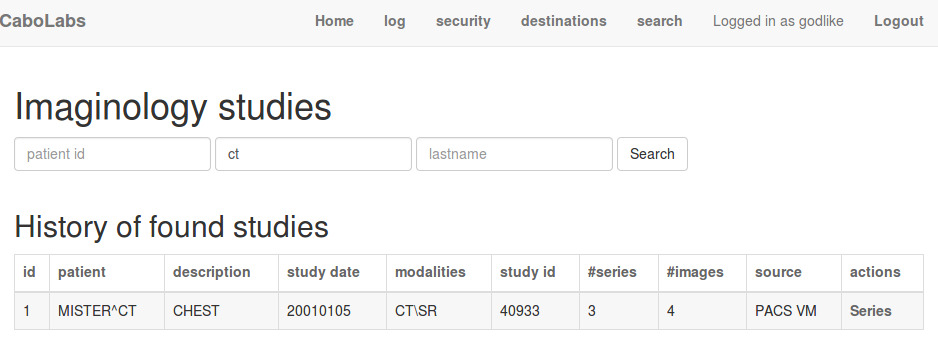 CaboLabs Home log security destinations search Logged in as godlike Logout
Imaginology studies
patient id ct lastname Search
History of found studies
id patient description study date modalities study id #series #images source actions
1 MISTER^CT CHEST 20010105 CT\SR 40933 3 4 PACS VM Series